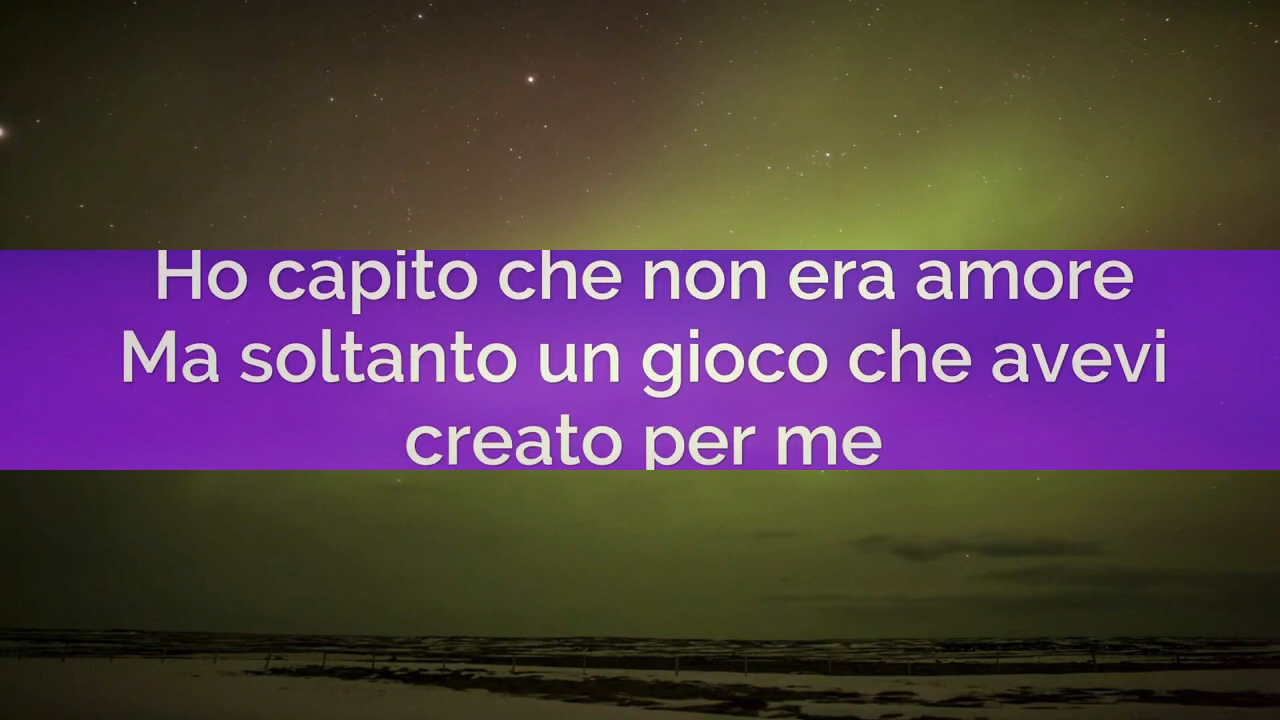 Ho capito che non era amore
Ma soltanto un gioco che avevi
creato per me